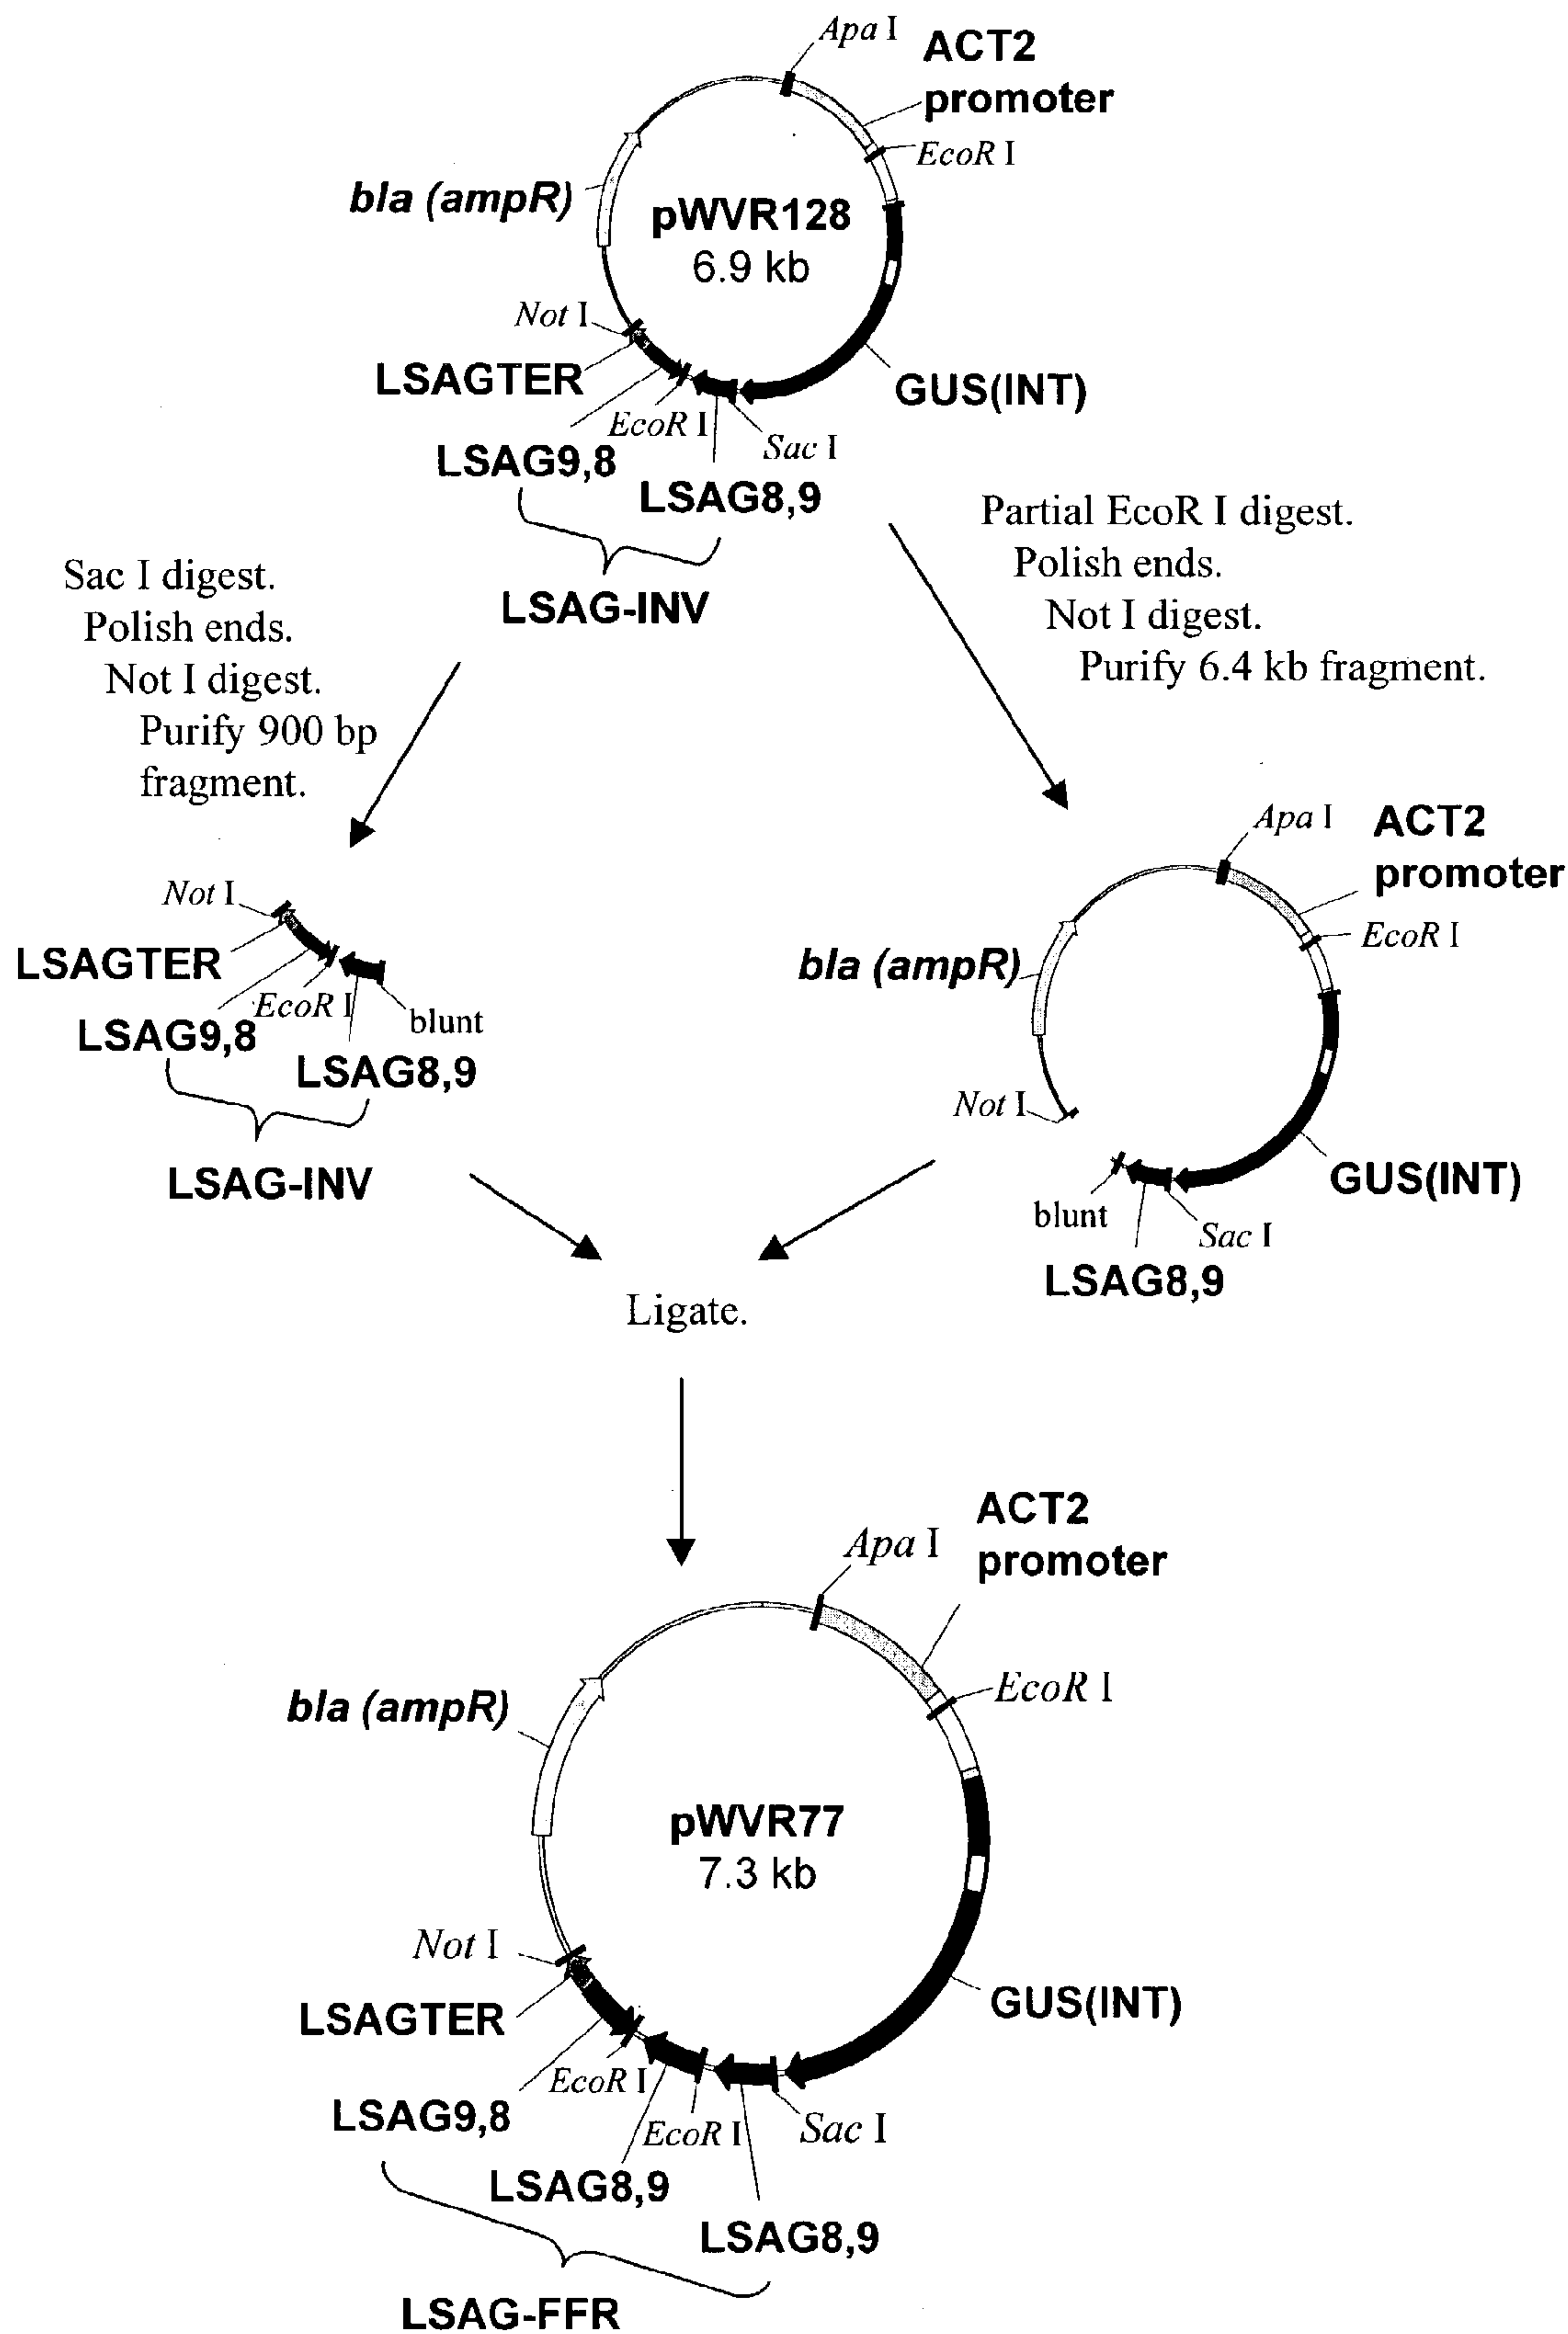 Apa I
ACT2
promoter
EcoR I
bla (ampR)
pWVR128
6.9 kb
Not I
LSAGTER
GUS(INT)
EcoR I
Sac I
LSAG9,8
LSAG8,9
LSAG-INV
Partial EcoR I digest.
Polish ends.
Not I digest.
Purify 6.4 kb fragment.
Sac I digest.
Polish ends.
Not I digest.
Purify 900 bp
fragment.
Not I
LSAGTER
EcoR I
blunt
LSAG9,8
LSAG8,9
LSAG-INV
Apa I
ACT2
promoter
EcoR I
bla (ampR)
Not I
GUS(INT)
blunt
Sac I
LSAG8,9
Ligate.
ACT2
promoter
Apa I
EcoR I
bla (ampR)
pWVR77
7.3 kb
Not I
LSAGTER
GUS(INT)
EcoR I
LSAG9,8
EcoR I
Sac I
LSAG8,9
LSAG8,9
LSAG-FFR